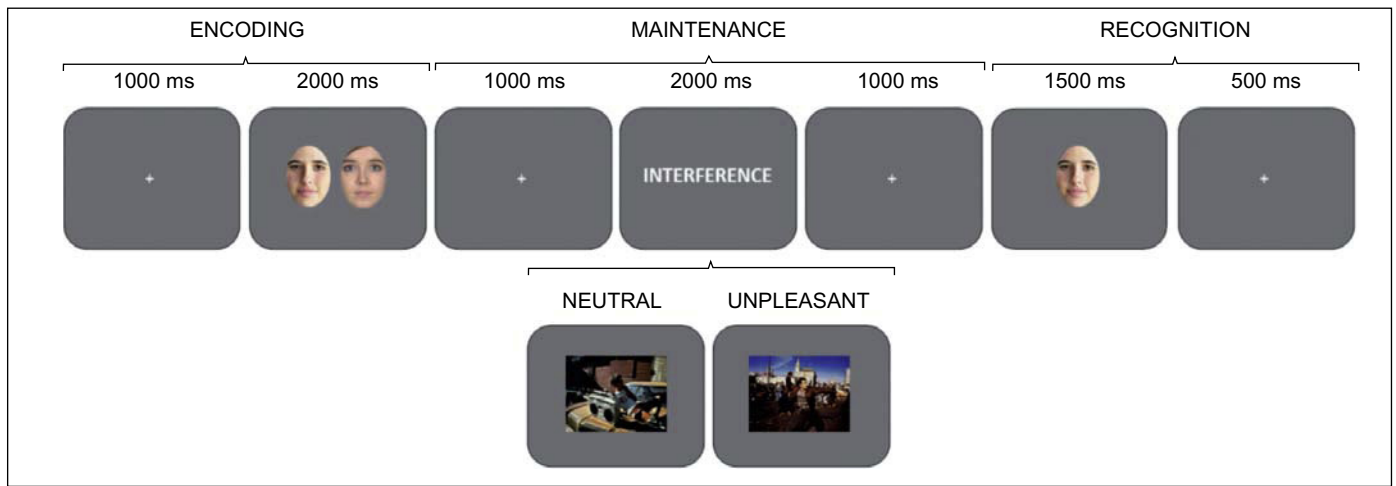 ENCODING MAINTENANCE RECOGNITION
1000 ms 2000 ms 1000 ms 2000 ms 1000 ms 1500 ms 500 ms
+ + INTERFERENCE + +
NEUTRAL UNPLEASANT